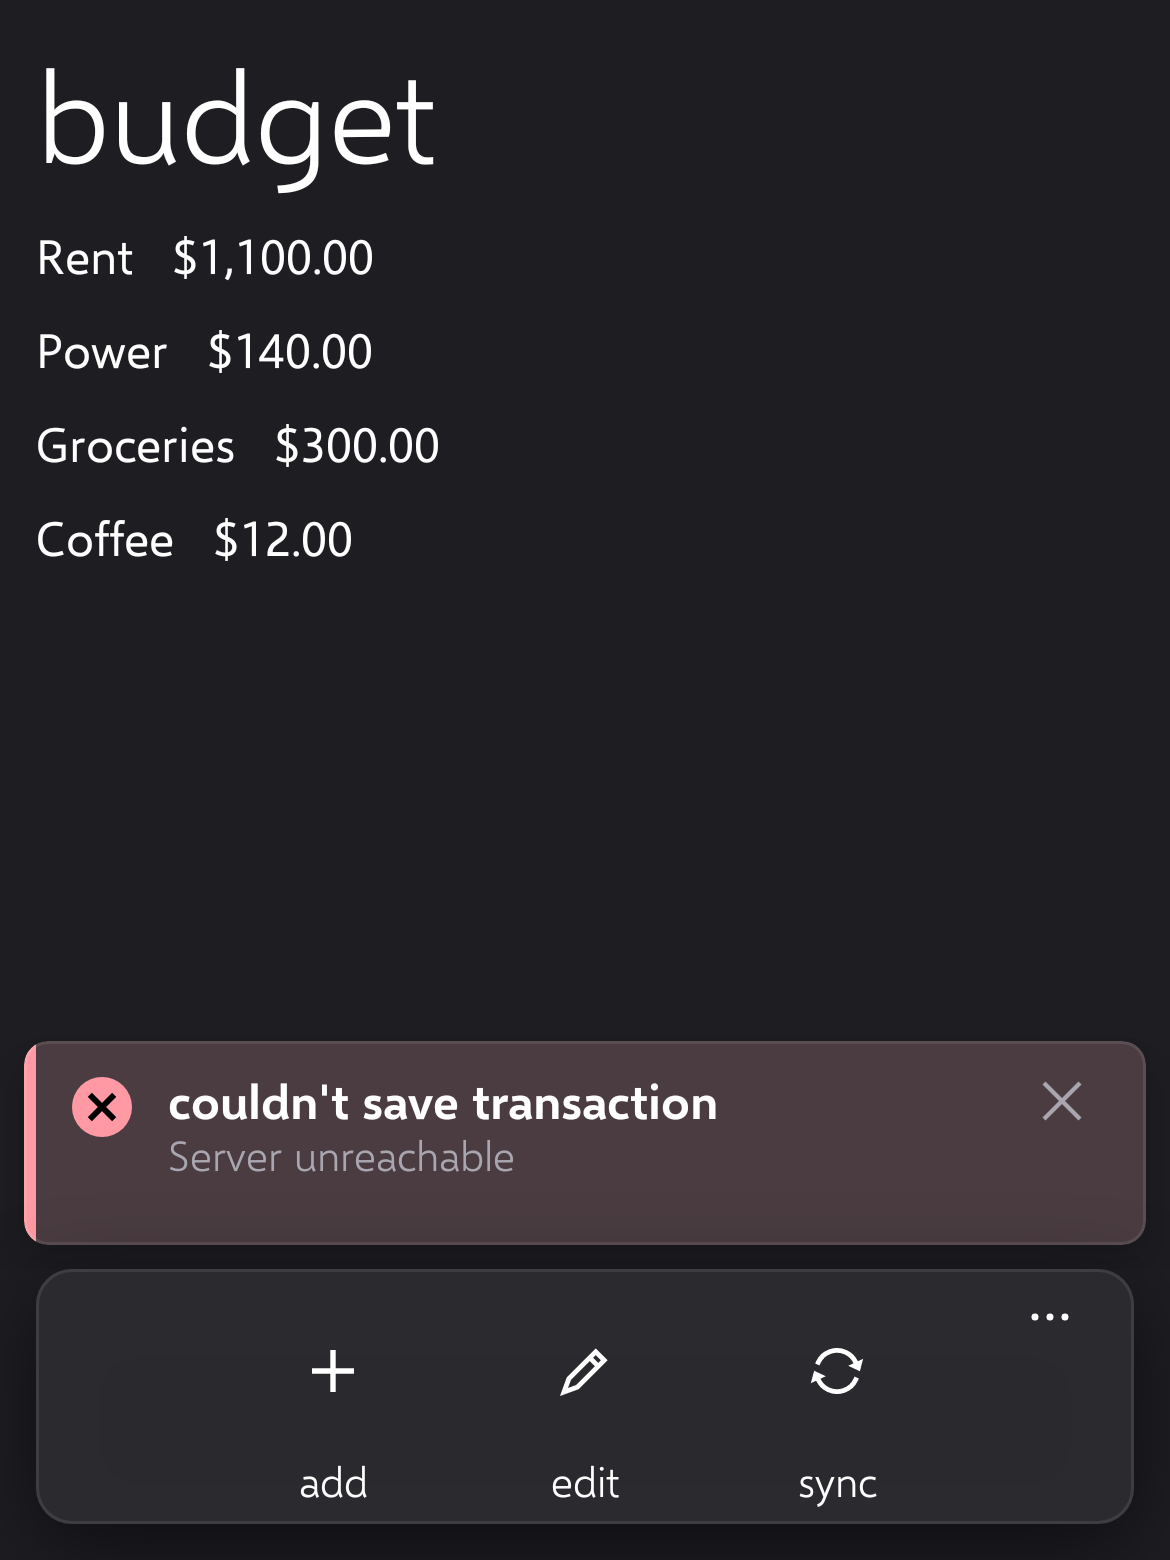 budget
Rent $1,100.00
Power $140.00
Groceries $300.00
Coffee $12.00
couldn't save transaction
Server unreachable
add edit sync